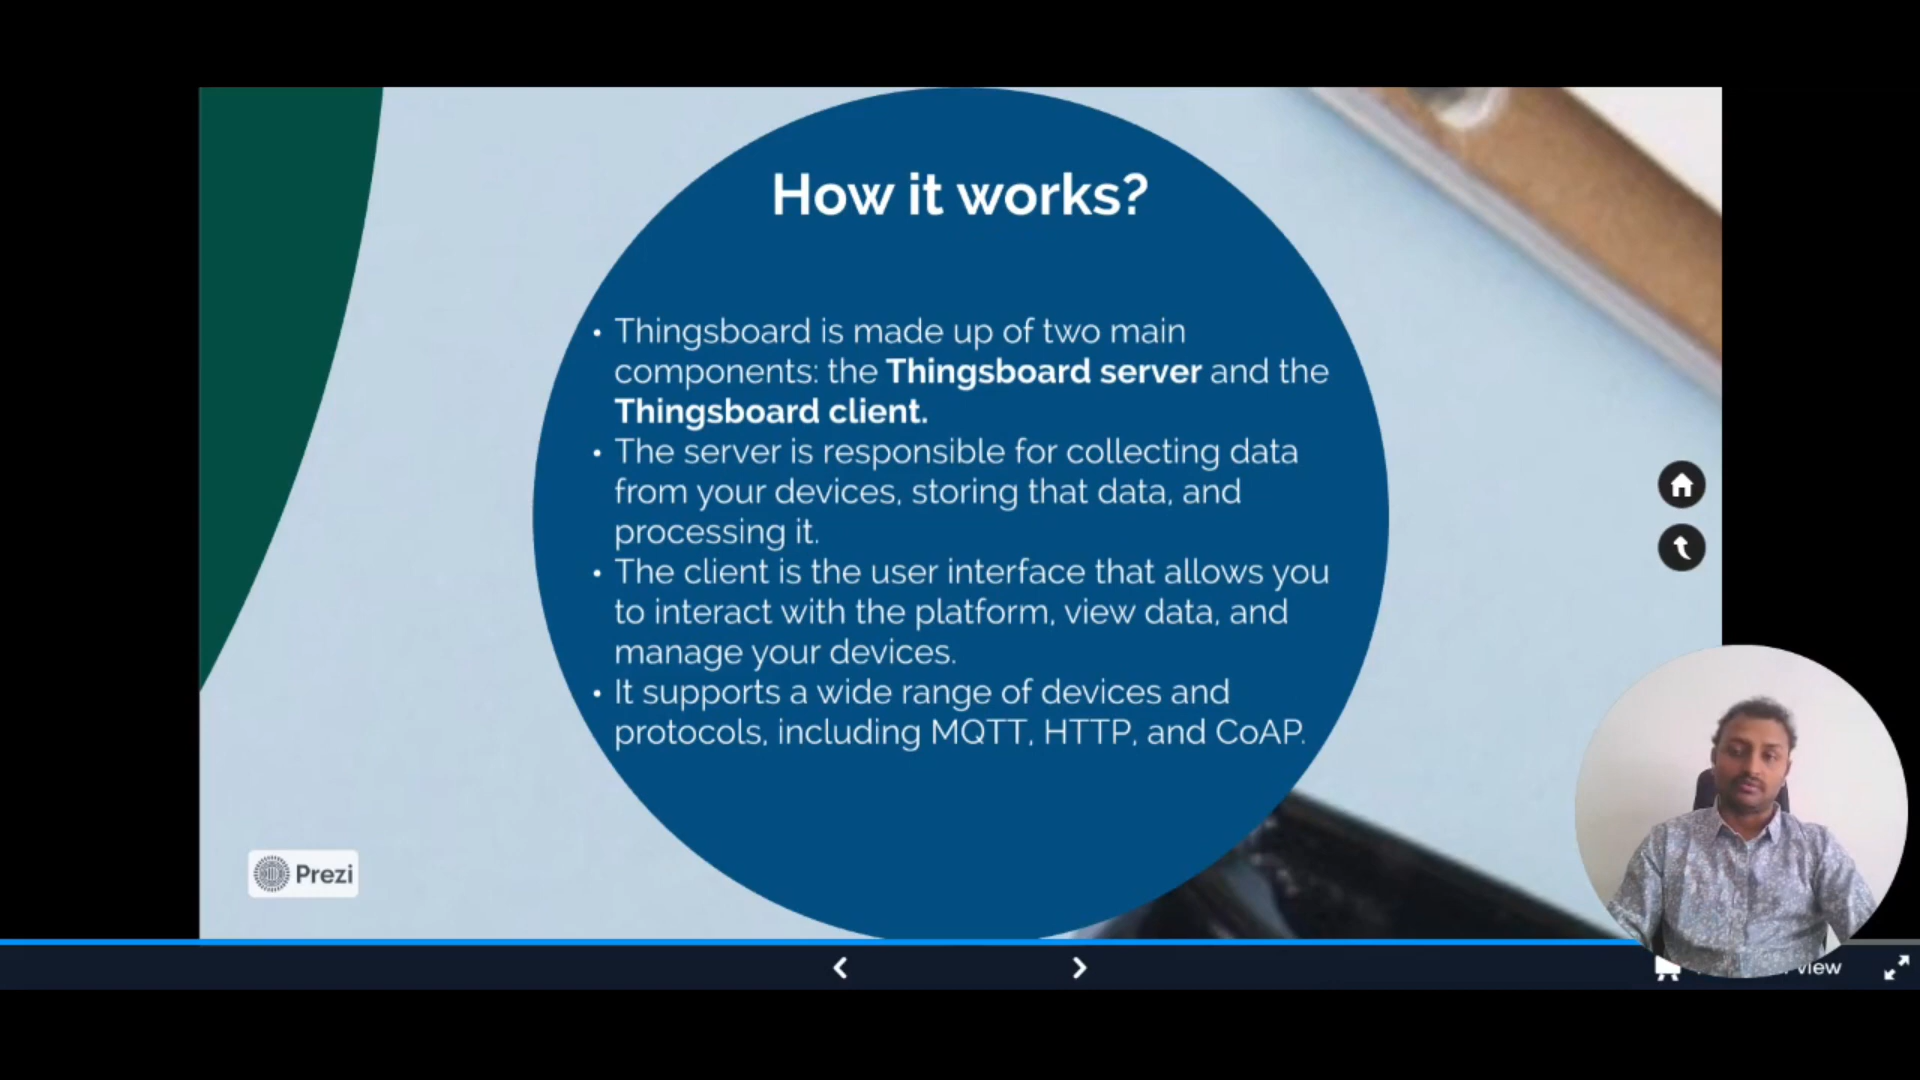 How it works?
• Thingsboard is made up of two main
components: the Thingsboard server and the
Thingsboard client.
• The server is responsible for collecting data
from your devices, storing that data, and
processing it.
• The client is the user interface that allows you
to interact with the platform, view data, and
manage your devices.
• It supports a wide range of devices and
protocols, including MQTT, HTTP, and CoAP.
Prezi
view